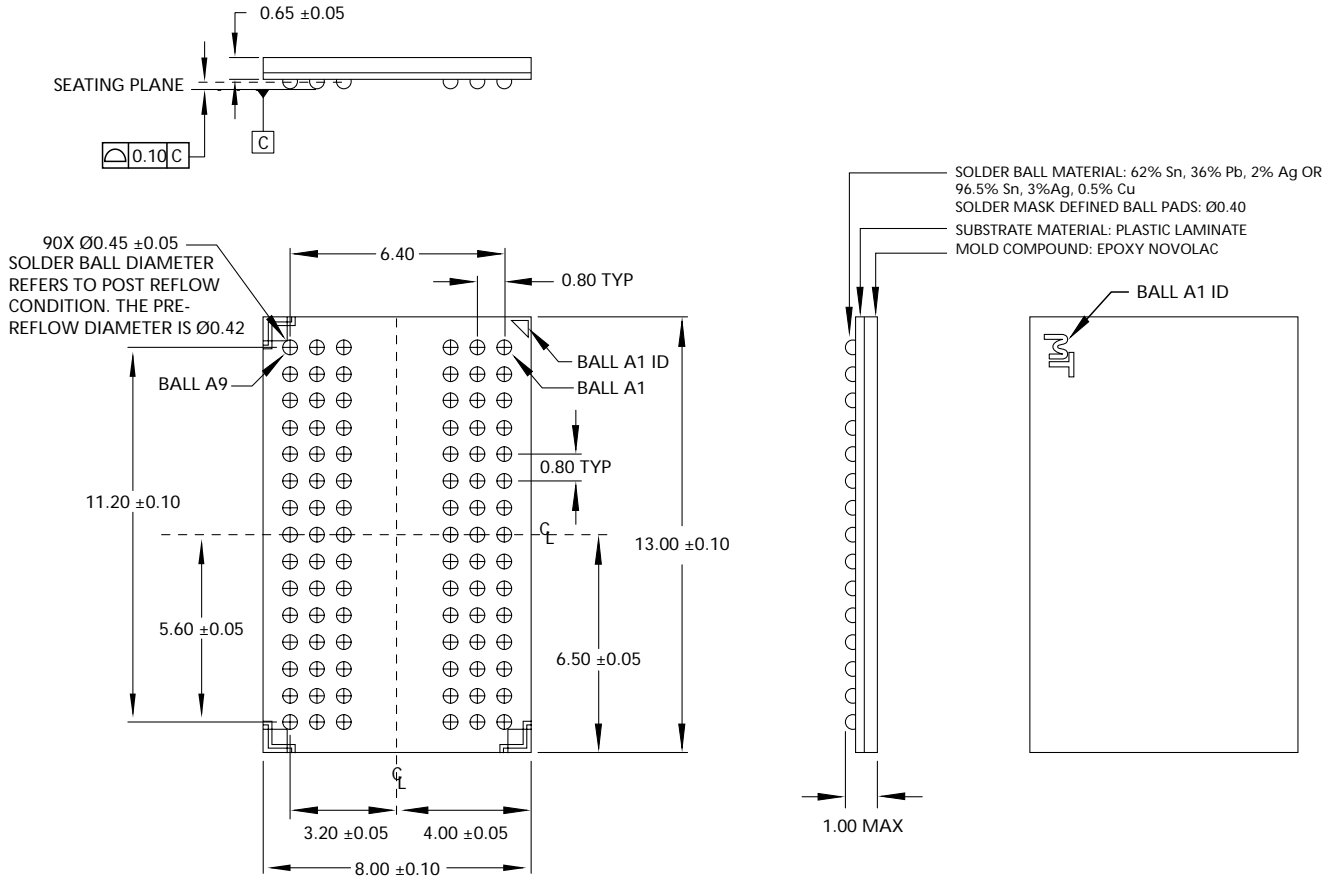 0.65 ±0.05
SEATING PLANE
C
0.10 C
SOLDER BALL MATERIAL: 62% Sn, 36% Pb, 2% Ag OR
96.5% Sn, 3%Ag, 0.5% Cu
SOLDER MASK DEFINED BALL PADS: Ø0.40
SUBSTRATE MATERIAL: PLASTIC LAMINATE
MOLD COMPOUND: EPOXY NOVOLAC
90X Ø0.45 ±0.05
SOLDER BALL DIAMETER
REFERS TO POST REFLOW
CONDITION. THE PRE-
REFLOW DIAMETER IS Ø0.42
6.40
0.80 TYP
BALL A1 ID
BALL A1
BALL A9
BALL A1 ID
MT
0.80 TYP
11.20 ±0.10
CL
13.00 ±0.10
5.60 ±0.05
6.50 ±0.05
CL
3.20 ±0.05
4.00 ±0.05
8.00 ±0.10
1.00 MAX